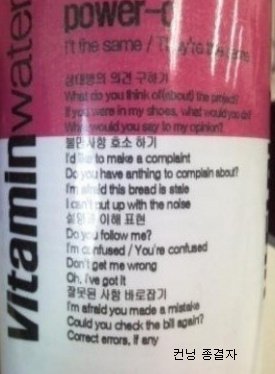 Vitaminwater
power-c
I't the same / They're the same
상대방의 의견 구하기
What do you think of(about) the project?
If you were in my shoes, what would you do?
What would you say to my opinion?
불만사항 호소 하기
I'd like to make a complaint
Do you have anthing to complain about?
I'm afraid this bread is stale
I can't put up with the noise
설명을 이해 표현
Do you follow me?
I'm confused / You're confused
Don't get me wrong
Oh, I've got it
잘못된 사항 바로잡기
I'm afraid you made a mistake
Could you check the bill again?
Correct errors, if any
컨닝 종결자